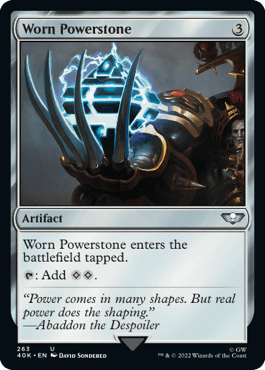 Worn Powerstone 3
Artifact
Worn Powerstone enters the
battlefield tapped.
: Add .
“Power comes in many shapes. But real
power does the shaping.”
—Abaddon the Despoiler
263 U
40K • EN DAVID SONDERED
© GW
™ & © 2022 Wizards of the Coast